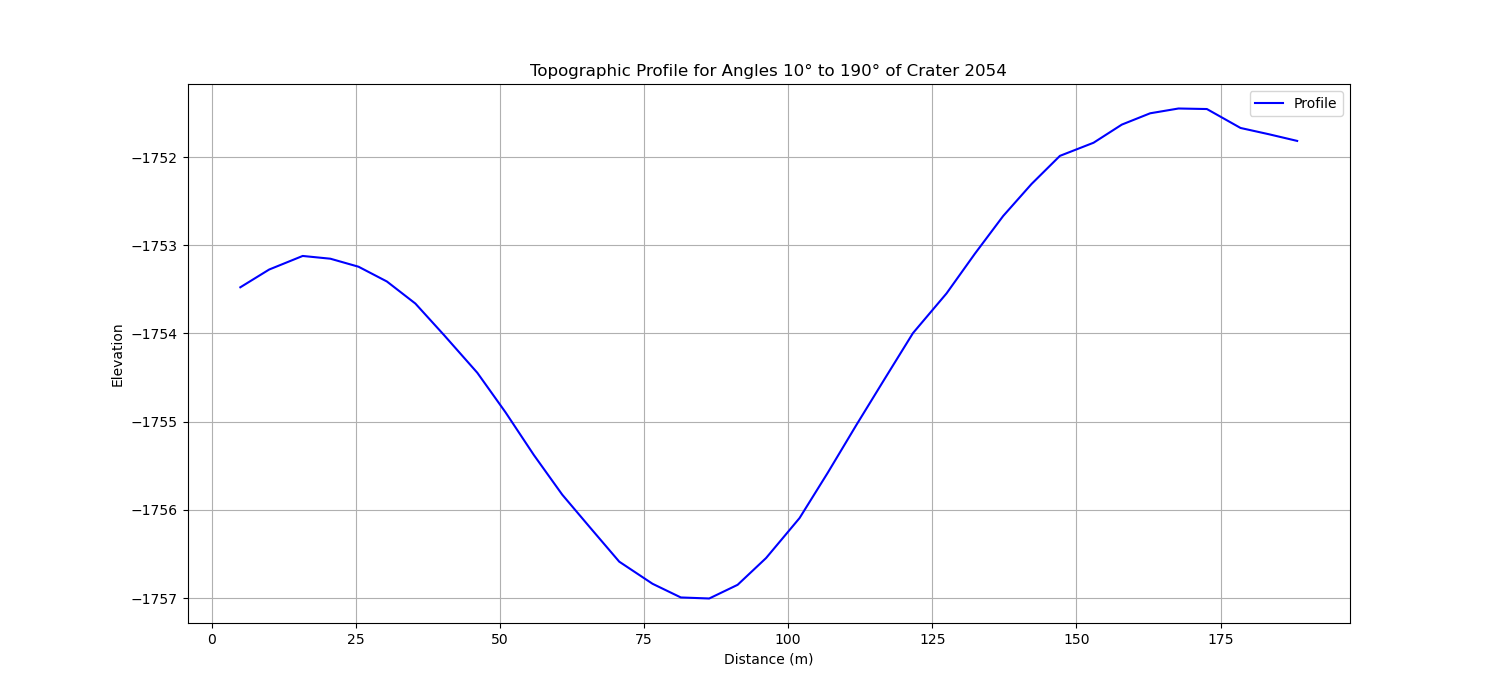 Topographic Profile for Angles 10° to 190° of Crater 2054
Profile
−1752
−1753
−1754
−1755
−1756
−1757
Elevation
0 25 50 75 100 125 150 175
Distance (m)